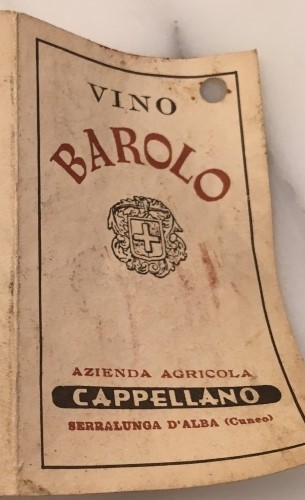 VINO
BAROLO
AZIENDA AGRICOLA
CAPPELLANO
SERRALUNGA D'ALBA (Cuneo)